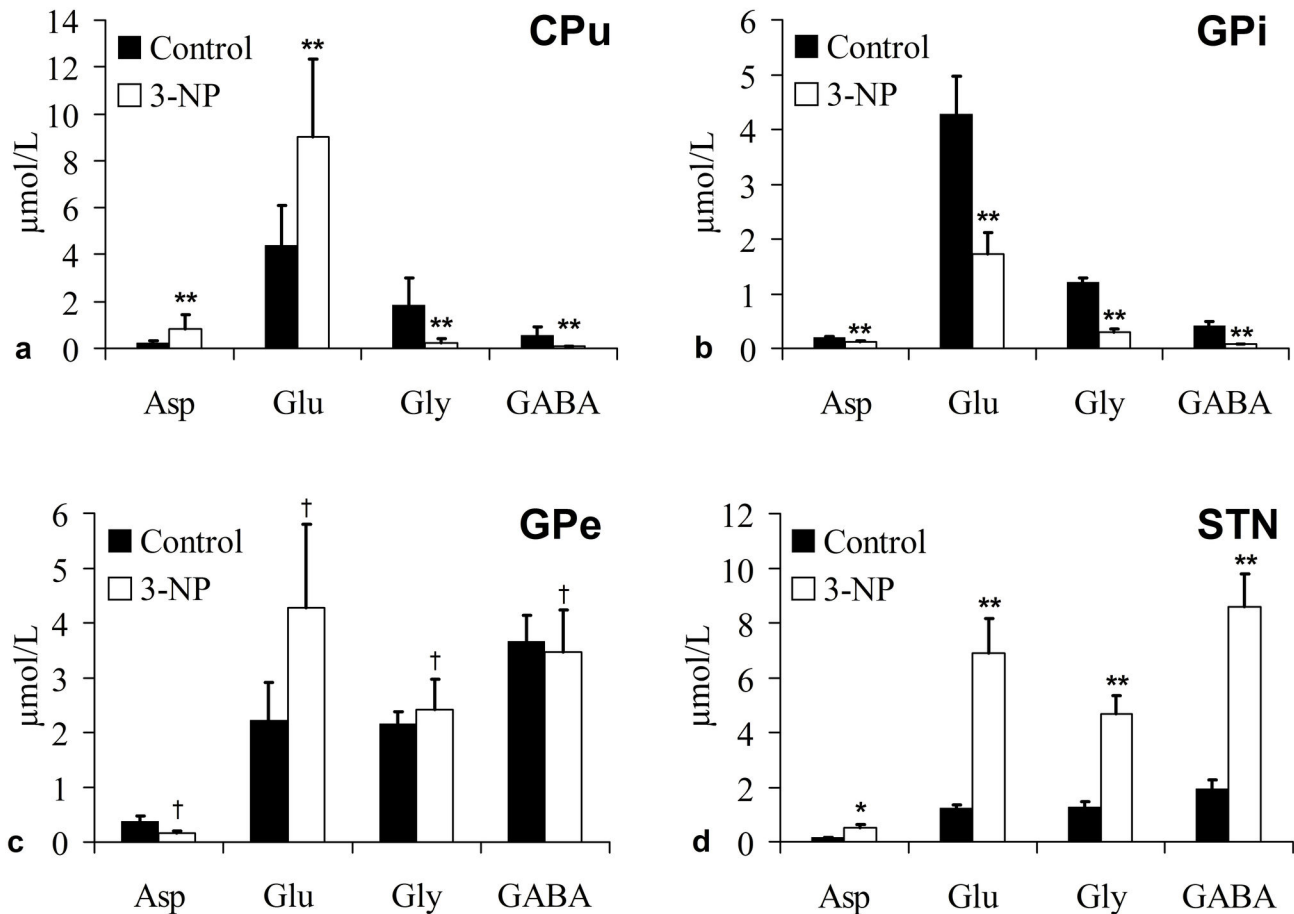 CPu
14
12
10
8
6
4
2
0
µmol/L
Control
3-NP
**
**
**
**
a
Asp Glu Gly GABA
GPi
6
5
4
3
2
1
0
µmol/L
Control
3-NP
**
**
**
**
b
Asp Glu Gly GABA
GPe
6
5
4
3
2
1
0
µmol/L
Control
3-NP
†
†
†
†
c
Asp Glu Gly GABA
STN
12
10
8
6
4
2
0
µmol/L
Control
3-NP
*
**
**
**
d
Asp Glu Gly GABA